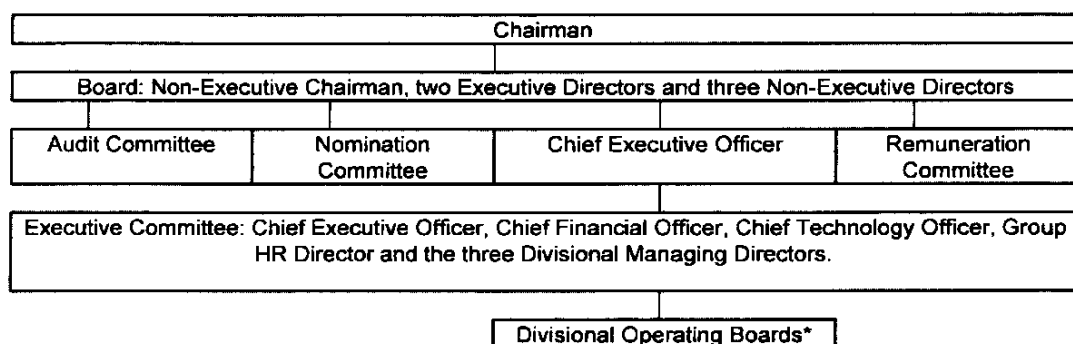 Chairman
Board: Non-Executive Chairman, two Executive Directors and three Non-Executive Directors
Audit Committee
Nomination
Committee
Chief Executive Officer
Remuneration
Committee
Executive Committee: Chief Executive Officer, Chief Financial Officer, Chief Technology Officer, Group
HR Director and the three Divisional Managing Directors.
Divisional Operating Boards*